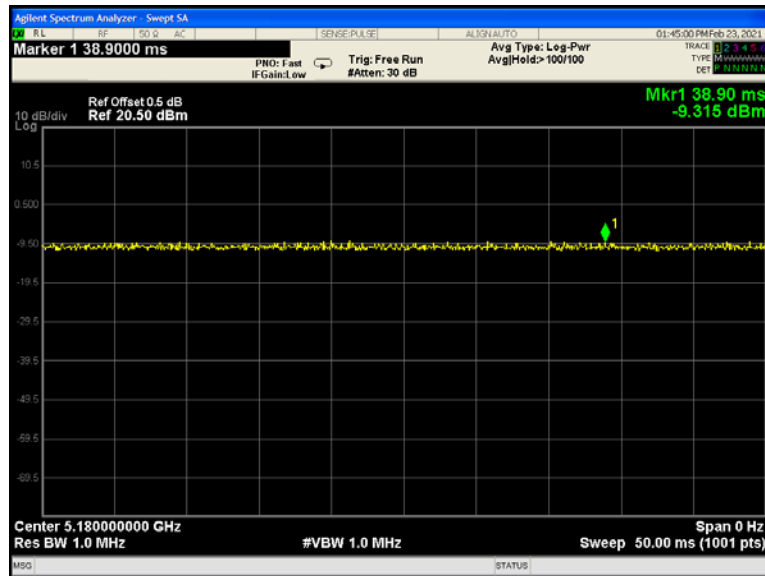 Agilent Spectrum Analyzer - Swept SA
RL RF 50 Ω AC SENSE:PULSE ALIGNAUTO 01:45:00 PM Feb 23, 2021
Marker 1 38.9000 ms
PNO: Fast
IFGain:Low
Trig: Free Run
#Atten: 30 dB
Avg Type: Log-Pwr
Avg|Hold:>100/100
TRACE 1 2 3 4 5 6
TYPE M
DET P N N N N N
Ref Offset 0.5 dB
Ref 20.50 dBm
10 dB/div
Log
Mkr1 38.90 ms
-9.315 dBm
10.5
0.500
-9.50
1
-19.5
-29.5
-39.5
-49.5
-59.5
-69.5
Center 5.180000000 GHz
Span 0 Hz
Res BW 1.0 MHz
#VBW 1.0 MHz
Sweep 50.00 ms (1001 pts)
MSG
STATUS